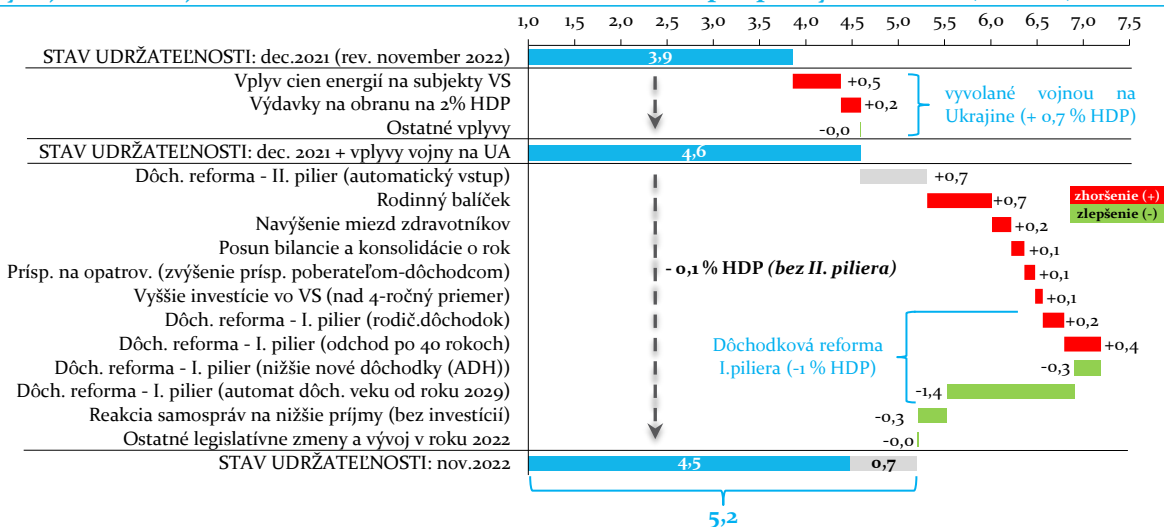 1,0 1,5 2,0 2,5 3,0 3,5 4,0 4,5 5,0 5,5 6,0 6,5 7,0 7,5
STAV UDRŽATEĽNOSTI: dec.2021 (rev. november 2022) 3,9
Vplyv cien energií na subjekty VS +0,5
Výdavky na obranu na 2% HDP +0,2
Ostatné vplyvy -0,0
vyvolané vojnou na
Ukrajine (+ 0,7 % HDP)
STAV UDRŽATEĽNOSTI: dec. 2021 + vplyvy vojny na UA 4,6
Dôch. reforma - II. pilier (automatický vstup) +0,7
Rodinný balíček +0,7
zhoršenie (+)
zlepšenie (-)
Navýšenie miezd zdravotníkov +0,2
Posun bilancie a konsolidácie o rok +0,1
Prísp. na opatrov. (zvýšenie prísp. poberateľom-dôchodcom) +0,1
- 0,1 % HDP (bez II. piliera)
Vyššie investície vo VS (nad 4-ročný priemer) +0,1
Dôch. reforma - I. pilier (rodič.dôchodok) +0,2
Dôch. reforma - I. pilier (odchod po 40 rokoch) +0,4
Dôchodková reforma
I.piliera (-1 % HDP)
Dôch. reforma - I. pilier (nižšie nové dôchodky (ADH)) -0,3
Dôch. reforma - I. pilier (automat dôch. veku od roku 2029) -1,4
Reakcia samospráv na nižšie príjmy (bez investícií) -0,3
Ostatné legislatívne zmeny a vývoj v roku 2022 -0,0
STAV UDRŽATEĽNOSTI: nov.2022 4,5 0,7
5,2